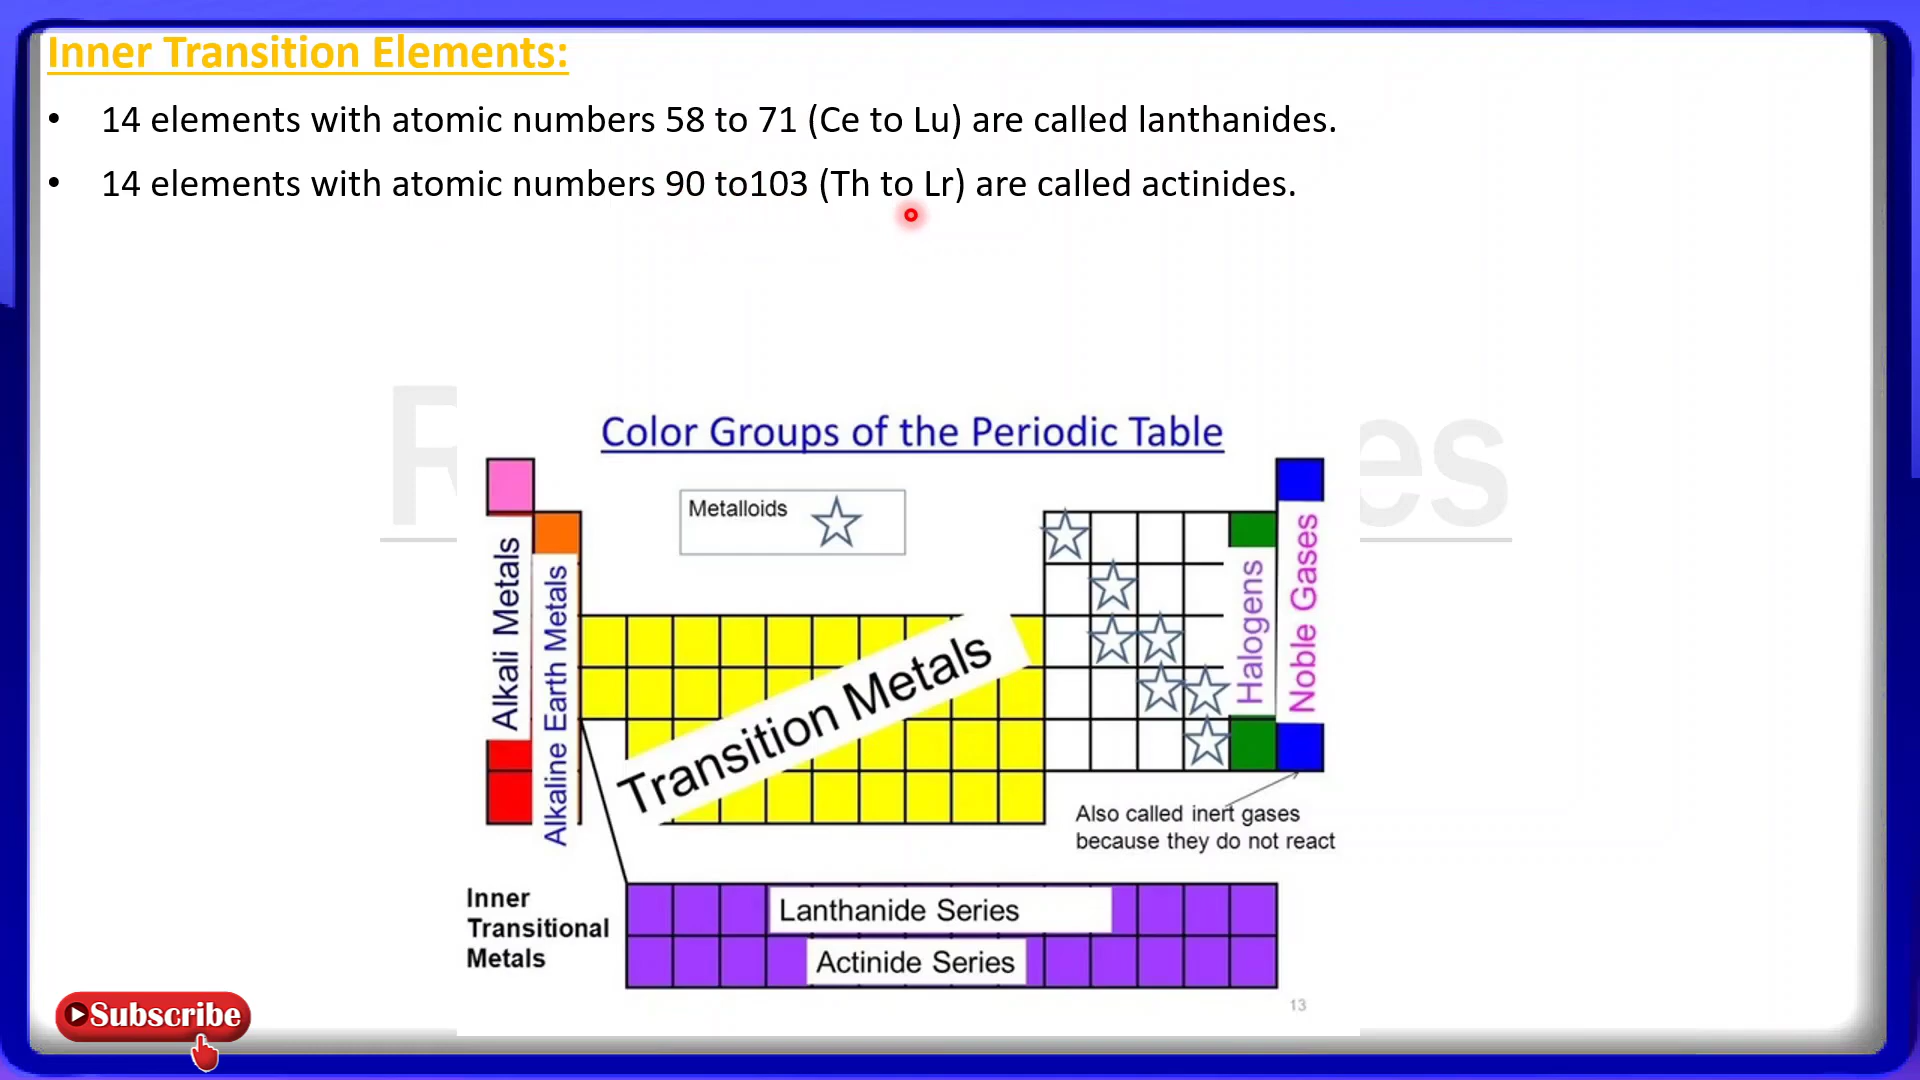 Inner Transition Elements:
• 14 elements with atomic numbers 58 to 71 (Ce to Lu) are called lanthanides.
• 14 elements with atomic numbers 90 to103 (Th to Lr) are called actinides.
Color Groups of the Periodic Table
Metalloids
Alkali Metals
Alkaline Earth Metals
Transition Metals
Halogens
Noble Gases
Also called inert gases
because they do not react
Inner
Transitional
Metals
Lanthanide Series
Actinide Series
13
Subscribe